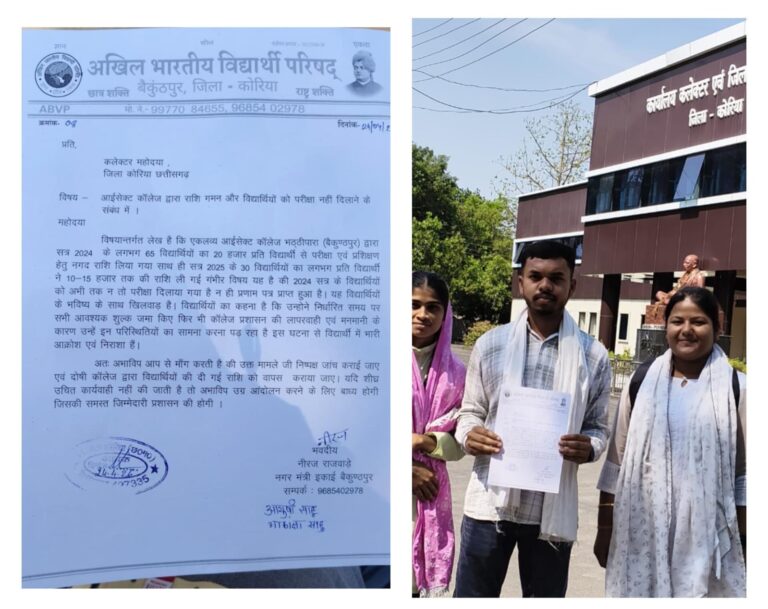 ज्ञान
शील
एकता
अखिल भारतीय विद्यार्थी परिषद्
छात्र शक्ति
बैकुंठपुर, जिला - कोरिया
राष्ट्र शक्ति
ABVP
मो. ने.- 99770 84655, 96854 02978
क्रमांक-
दिनांक-
प्रति,
कलेक्टर महोदया
जिला कोरिया छत्तीसगढ़
विषय – आईसेक्ट कॉलेज द्वारा राशि गमन और विद्यार्थियों को परीक्षा नहीं दिलाने के
संबंध में ।
महोदया
विषयान्तर्गत लेख है कि एकलव्य आईसेक्ट कॉलेज भठ्ठीपारा (बैकुण्ठपुर) द्वारा
सत्र 2024 के लगभग 65 विद्यार्थियों का 20 हजार प्रति विद्यार्थी से परीक्षा एवं प्रशिक्षण
हेतु नगद राशि लिया गया साथ ही सत्र 2025 के 30 विद्यार्थियों का लगभग प्रति विद्यार्थी
ने 10–15 हजार तक की राशि ली गई गंभीर विषय यह है की 2024 सत्र के विद्यार्थियों
को अभी तक न तो परीक्षा दिलाया गया है न ही प्रणाम पत्र प्राप्त हुआ है। यह विद्यार्थियों
के भविष्य के साथ खिलवाड़ है। विद्यार्थियों का कहना है कि उन्होने निर्धारित समय पर
सभी आवश्यक शुल्क जमा किए फिर भी कॉलेज प्रशासन की लापरवाही एवं मनमानी के
कारण उन्हें इन परिस्थितियों का सामना करना पड़ रहा है इस घटना से विद्यार्थी में भारी
आक्रोश एवं निराशा हैं।
अतः अभाविप आप से माँग करती है की उक्त मामले जी निष्पक्ष जांच कराई जाए
एवं दोषी कॉलेज द्वारा विद्यार्थियों की दी गई राशि को वापस कराया जाए। यदि शीघ्र
उचित कार्यवाही नहीं की जाती है तो अभाविप उग्र आंदोलन करने के लिए बाध्य होगी
जिसकी समस्त जिम्मेदारी प्रशासन की होगी ।
नीरज
भवदीय
नीरज राजवाड़े
नगर मंत्री इकाई बैकुण्ठपुर
सम्पर्क : 9685402978
साहू
साहू
कार्यालय कलेक्टर एवं जिला
जिला - कोरिया